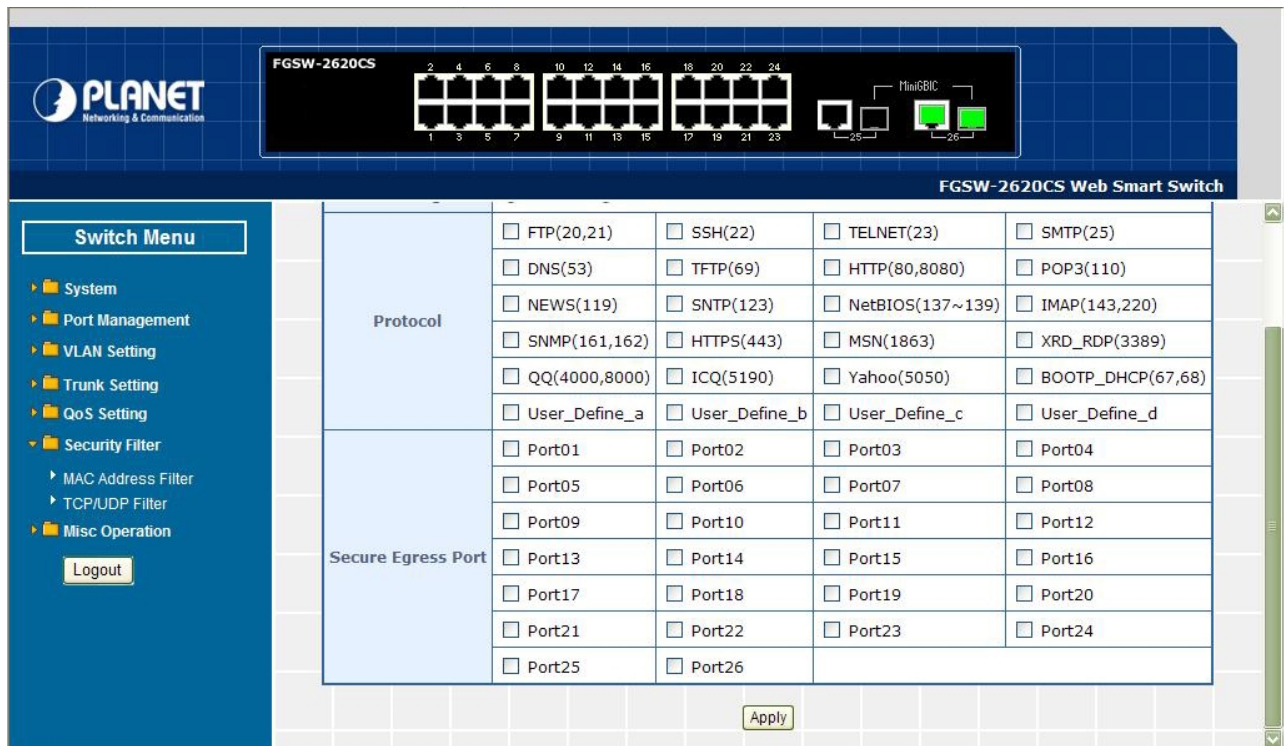 PLANET
Networking & Communication
FGSW-2620CS
2 4 6 8 10 12 14 16 18 20 22 24
MiniGBIC
1 3 5 7 9 11 13 15 17 19 21 23
25 26
FGSW-2620CS Web Smart Switch
Switch Menu
System
Port Management
VLAN Setting
Trunk Setting
QoS Setting
Security Filter
MAC Address Filter
TCP/UDP Filter
Misc Operation
Logout
Protocol
FTP(20,21) SSH(22) TELNET(23) SMTP(25)
DNS(53) TFTP(69) HTTP(80,8080) POP3(110)
NEWS(119) SNTP(123) NetBIOS(137~139) IMAP(143,220)
SNMP(161,162) HTTPS(443) MSN(1863) XRD_RDP(3389)
QQ(4000,8000) ICQ(5190) Yahoo(5050) BOOTP_DHCP(67,68)
User_Define_a User_Define_b User_Define_c User_Define_d
Secure Egress Port
Port01 Port02 Port03 Port04
Port05 Port06 Port07 Port08
Port09 Port10 Port11 Port12
Port13 Port14 Port15 Port16
Port17 Port18 Port19 Port20
Port21 Port22 Port23 Port24
Port25 Port26
Apply